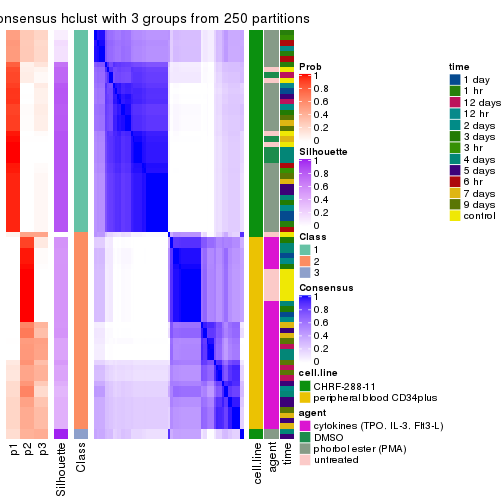 onsensus hclust with 3 groups from 250 partitions
Prob
1
0.8
0.6
0.4
0.2
0
Silhouette
1
0.8
0.6
0.4
0.2
0
Class
1
2
3
Consensus
1
0.8
0.6
0.4
0.2
0
cell.line
CHRF-288-11
peripheral blood CD34plus
agent
cytokines (TPO, IL-3, Flt3-L)
DMSO
phorbol ester (PMA)
untreated
time
1 day
1 hr
12 days
12 hr
2 days
3 days
3 hr
4 days
5 days
6 hr
7 days
9 days
control
p1
p2
p3
Silhouette
Class
cell.line
agent
time